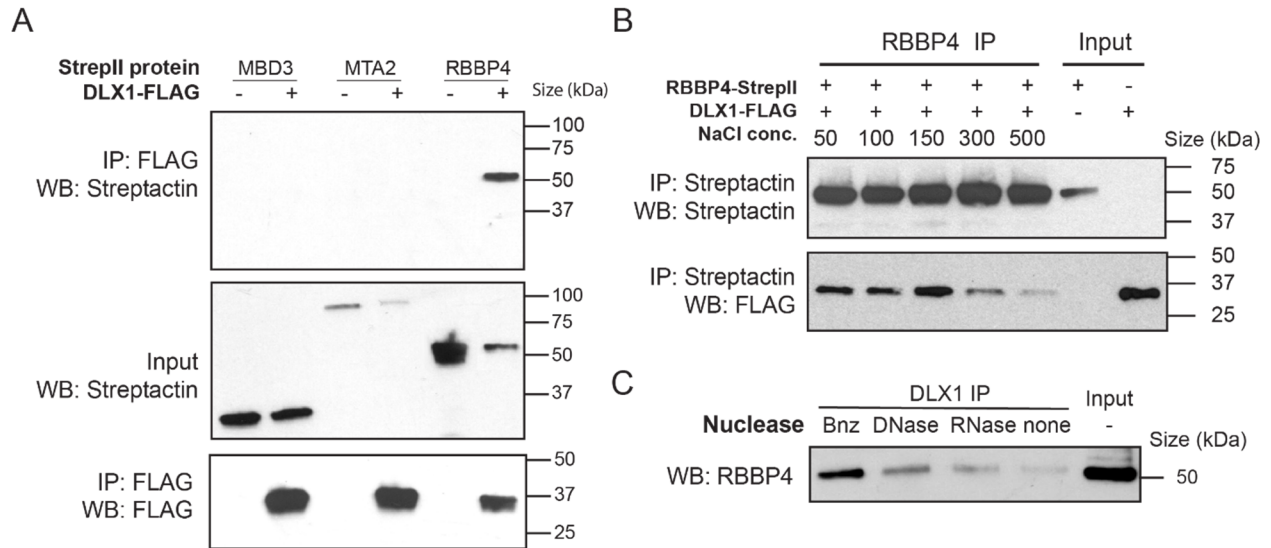 A
StrepII protein MBD3 MTA2 RBBP4
DLX1-FLAG - + - + - + Size (kDa)
IP: FLAG
WB: Streptactin
100
75
50
37
Input
WB: Streptactin
100
75
50
37
IP: FLAG
WB: FLAG
50
37
25
B
RBBP4 IP Input
RBBP4-StrepII + + + + + + -
DLX1-FLAG + + + + + - +
NaCl conc. 50 100 150 300 500 Size (kDa)
IP: Streptactin
WB: Streptactin
75
50
37
IP: Streptactin
WB: FLAG
50
37
25
C
DLX1 IP Input
Nuclease Bnz DNase RNase none -
Size (kDa)
WB: RBBP4 50